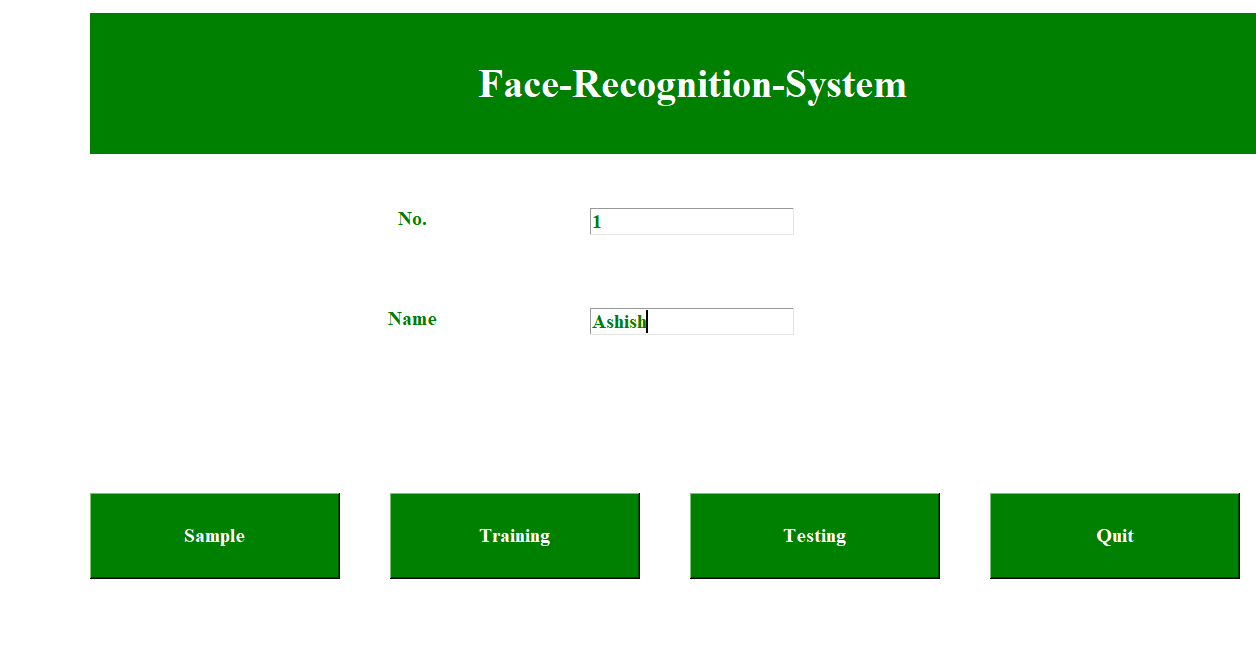 Face-Recognition-System
No. 1
Name Ashish
Sample Training Testing Quit